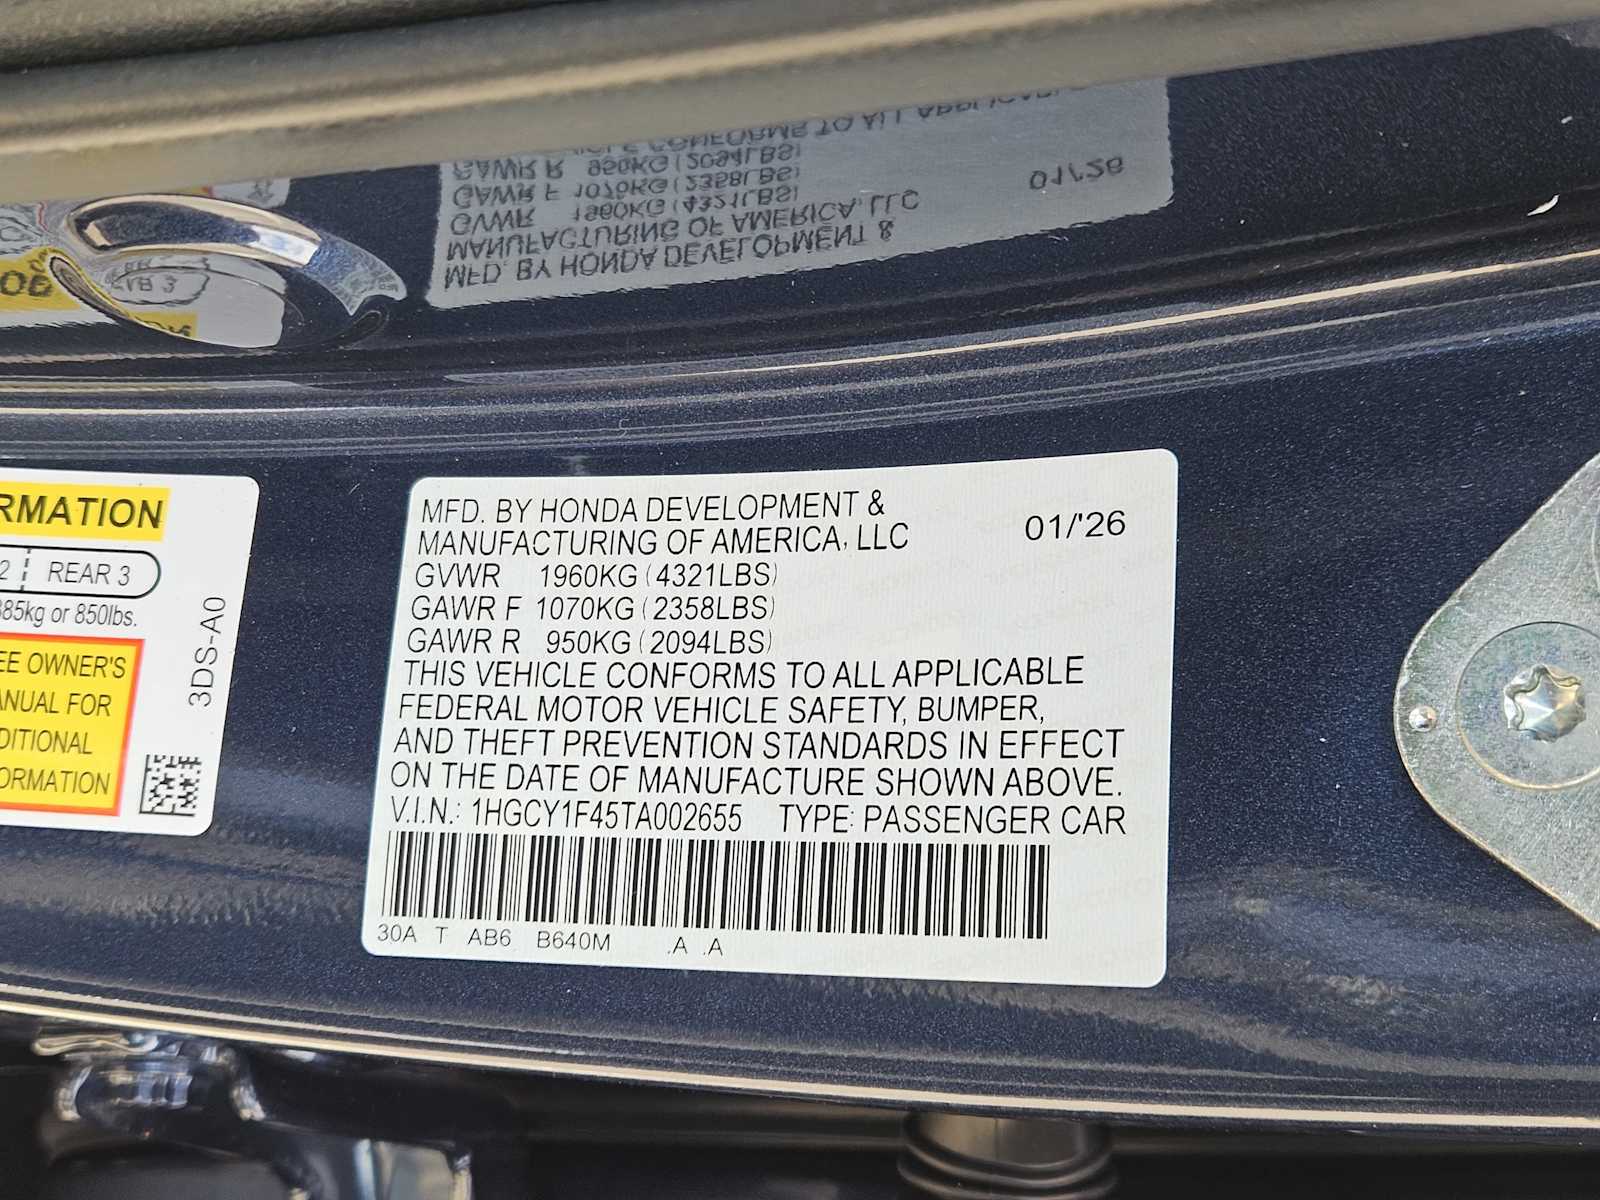 RMATION
2 REAR 3
385kg or 850lbs.
EE OWNER'S
ANUAL FOR
DITIONAL
FORMATION
3DS-A0
MFD. BY HONDA DEVELOPMENT &
MANUFACTURING OF AMERICA, LLC 01/'26
GVWR 1960KG (4321LBS)
GAWR F 1070KG (2358LBS)
GAWR R 950KG (2094LBS)
THIS VEHICLE CONFORMS TO ALL APPLICABLE
FEDERAL MOTOR VEHICLE SAFETY, BUMPER,
AND THEFT PREVENTION STANDARDS IN EFFECT
ON THE DATE OF MANUFACTURE SHOWN ABOVE.
V.I.N.: 1HGCY1F45TA002655 TYPE: PASSENGER CAR
30A T AB6 B640M .A .A